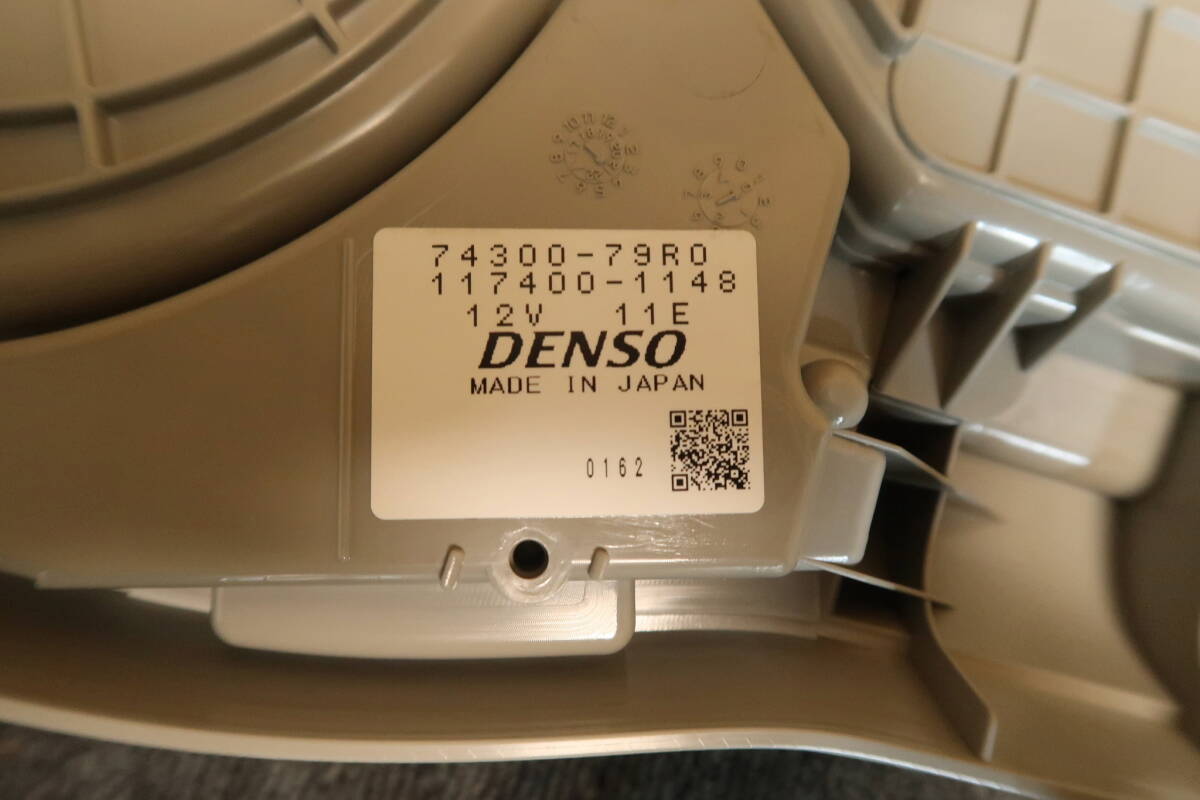 74300-79R0
117400-1148
12V 11E
DENSO
MADE IN JAPAN
0162